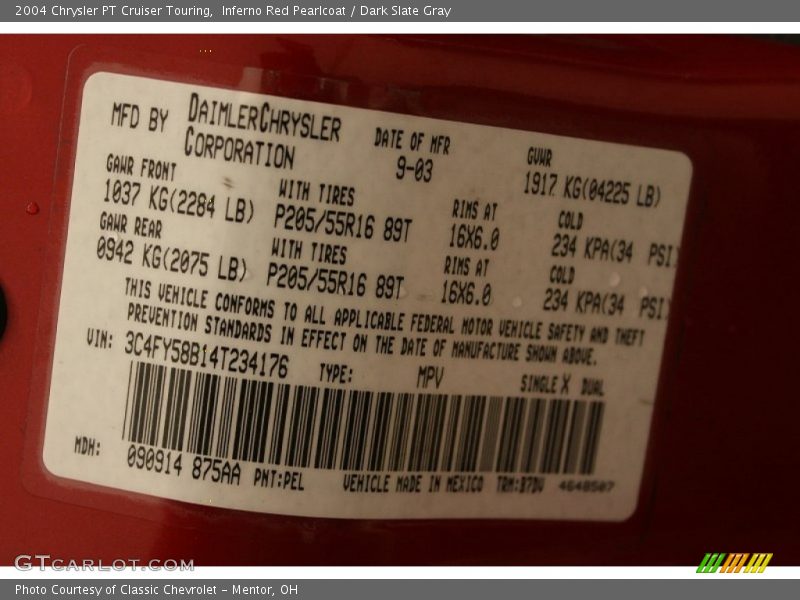 2004 Chrysler PT Cruiser Touring,  Inferno Red Pearlcoat / Dark Slate Gray
MFD BY DAIMLERCHRYSLER CORPORATION
DATE OF MFR 9-03
GVWR 1917 KG(04225 LB)
GAWR FRONT WITH TIRES RIMS AT COLD
1037 KG(2284 LB) P205/55R16 89T 16X6.0 234 KPA(34 PSI)
GAWR REAR WITH TIRES RIMS AT COLD
0942 KG(2075 LB) P205/55R16 89T 16X6.0 234 KPA(34 PSI)
THIS VEHICLE CONFORMS TO ALL APPLICABLE FEDERAL MOTOR VEHICLE SAFETY AND THEFT
PREVENTION STANDARDS IN EFFECT ON THE DATE OF MANUFACTURE SHOWN ABOVE.
VIN: 3C4FY58B14T234176 TYPE: MPV SINGLE X DUAL
MDH: 090914 875AA PNT:PEL VEHICLE MADE IN MEXICO TRM:B7DV 4648507
GTCARLOT.COM
Photo Courtesy of Classic Chevrolet - Mentor, OH